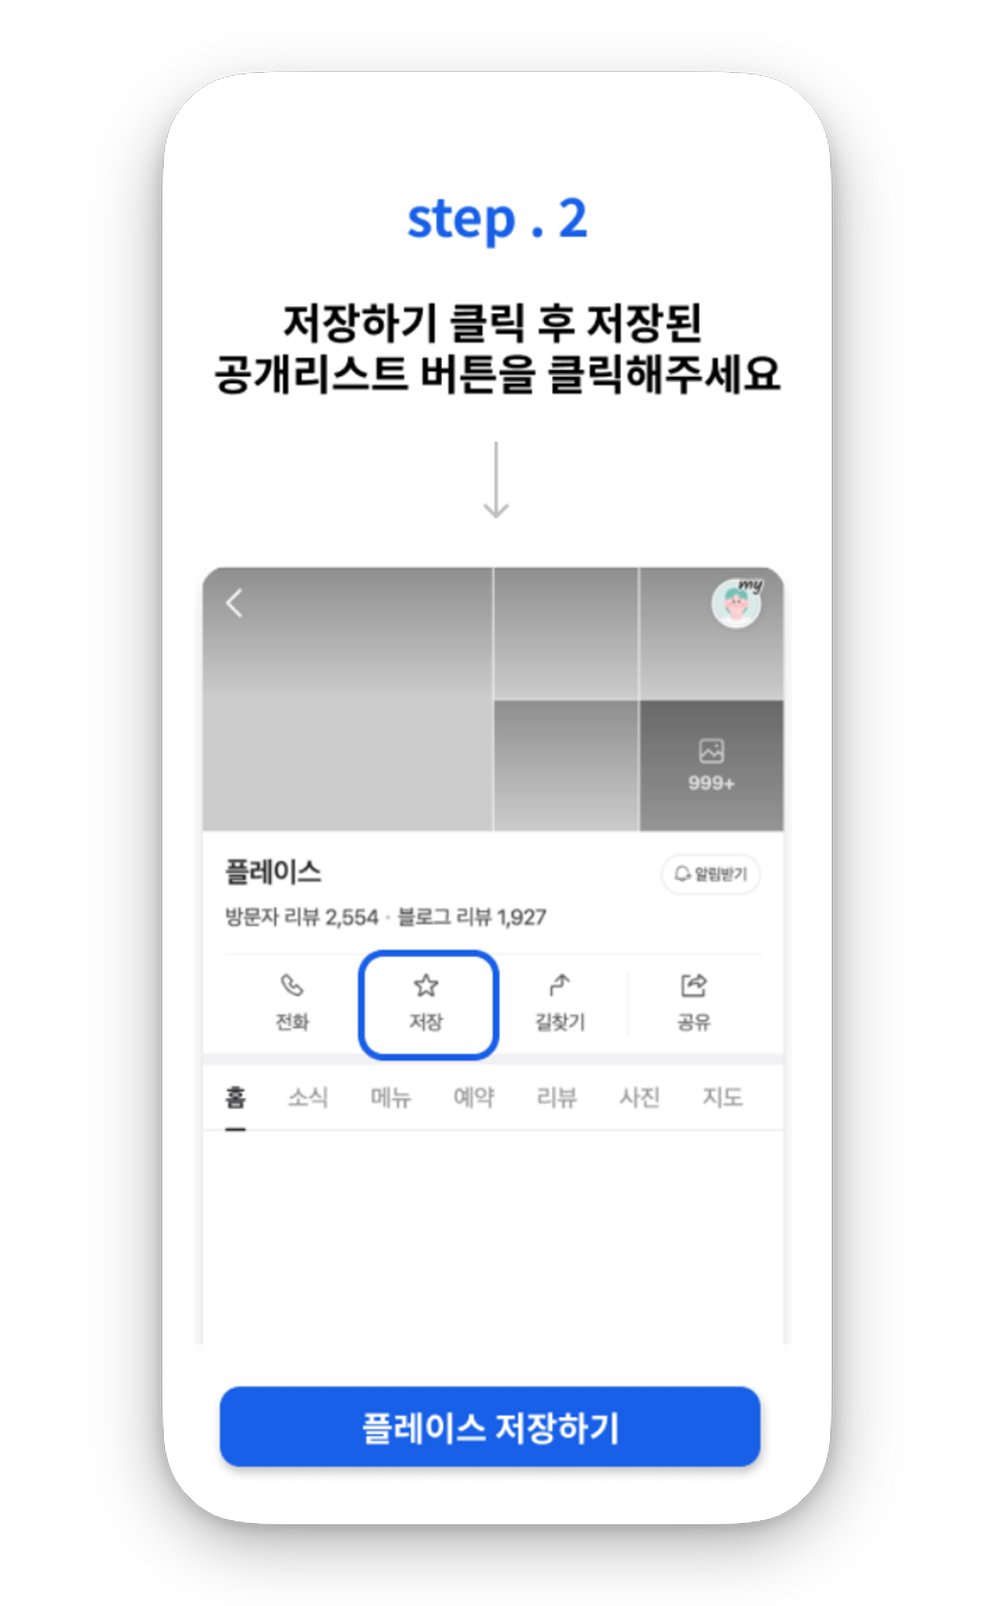 step . 2
저장하기 클릭 후 저장된
공개리스트 버튼을 클릭해주세요
my
999+
플레이스
알림받기
방문자 리뷰 2,554 · 블로그 리뷰 1,927
전화 저장 길찾기 공유
홈 소식 메뉴 예약 리뷰 사진 지도
플레이스 저장하기